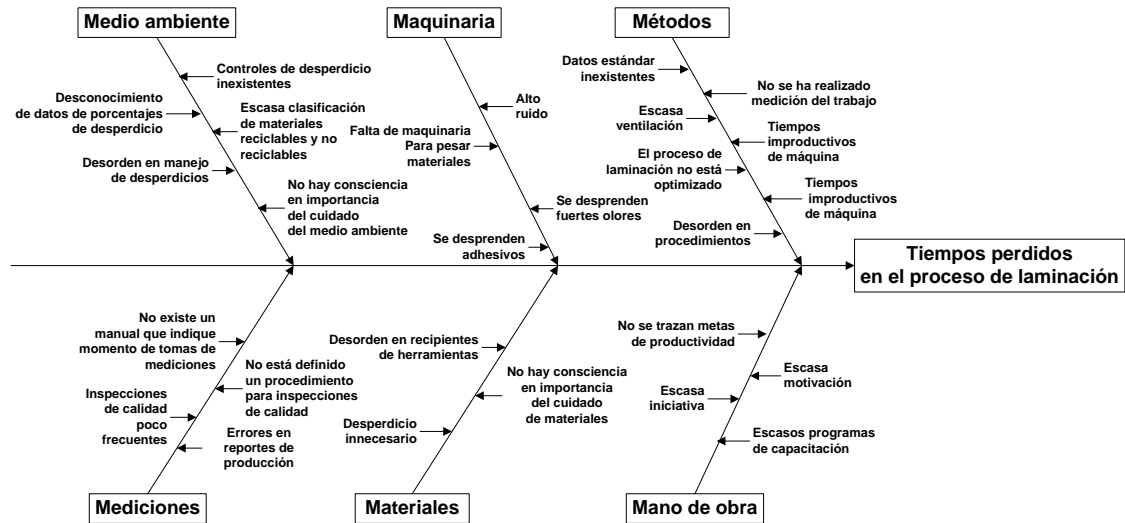 Medio ambiente
Maquinaria
Métodos
Controles de desperdicio
inexistentes
Desconocimiento
de datos de porcentajes
de desperdicio
Escasa clasificación
de materiales
reciclables y no
reciclables
Desorden en manejo
de desperdicios
No hay consciencia
en importancia
del cuidado
del medio ambiente
Alto
ruido
Falta de maquinaria
Para pesar
materiales
Se desprenden
fuertes olores
Se desprenden
adhesivos
Datos estándar
inexistentes
No se ha realizado
medición del trabajo
Escasa
ventilación
Tiempos
improductivos
de máquina
El proceso de
laminación no está
optimizado
Tiempos
improductivos
de máquina
Desorden en
procedimientos
Tiempos perdidos
en el proceso de laminación
No existe un
manual que indique
momento de tomas de
mediciones
No está definido
un procedimiento
para inspecciones
de calidad
Inspecciones
de calidad
poco
frecuentes
Errores en
reportes de
producción
Desorden en recipientes
de herramientas
No hay consciencia
en importancia
del cuidado
de materiales
Desperdicio
innecesario
No se trazan metas
de productividad
Escasa
motivación
Escasa
iniciativa
Escasos programas
de capacitación
Mediciones
Materiales
Mano de obra